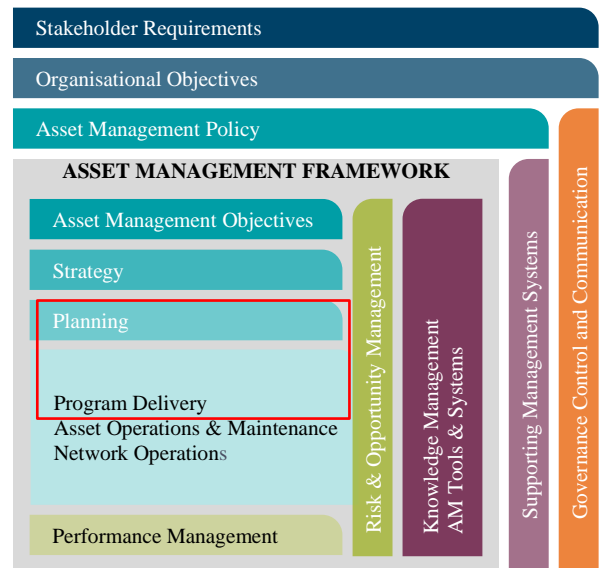 Stakeholder Requirements
Organisational Objectives
Asset Management Policy
ASSET MANAGEMENT FRAMEWORK
Asset Management Objectives
Strategy
Planning
Program Delivery
Asset Operations & Maintenance
Network Operations
Performance Management
Risk & Opportunity Management
Knowledge Management
AM Tools & Systems
Supporting Management Systems
Governance Control and Communication